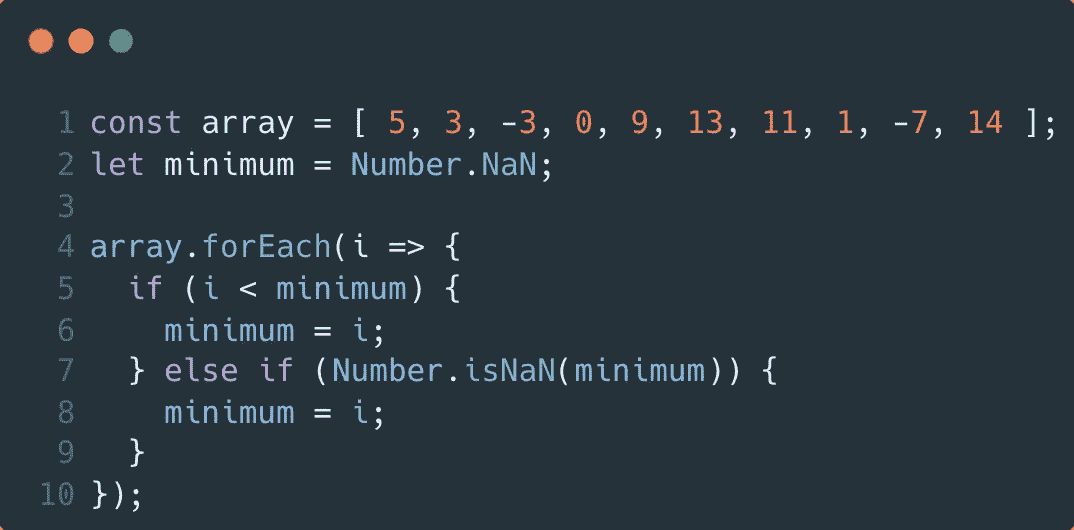 1 const array = [ 5, 3, -3, 0, 9, 13, 11, 1, -7, 14 ];
2 let minimum = Number.NaN;
3
4 array.forEach(i => {
5   if (i < minimum) {
6     minimum = i;
7   } else if (Number.isNaN(minimum)) {
8     minimum = i;
9   }
10 });